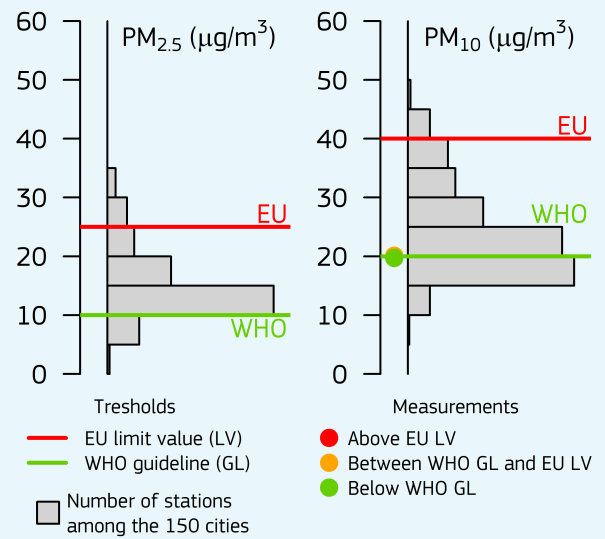 PM2.5 (μg/m³)
60
50
40
30
20
10
0
EU
WHO
PM10 (μg/m³)
60
50
40
30
20
10
0
EU
WHO
Tresholds
EU limit value (LV)
WHO guideline (GL)
Number of stations
among the 150 cities
Measurements
Above EU LV
Between WHO GL and EU LV
Below WHO GL